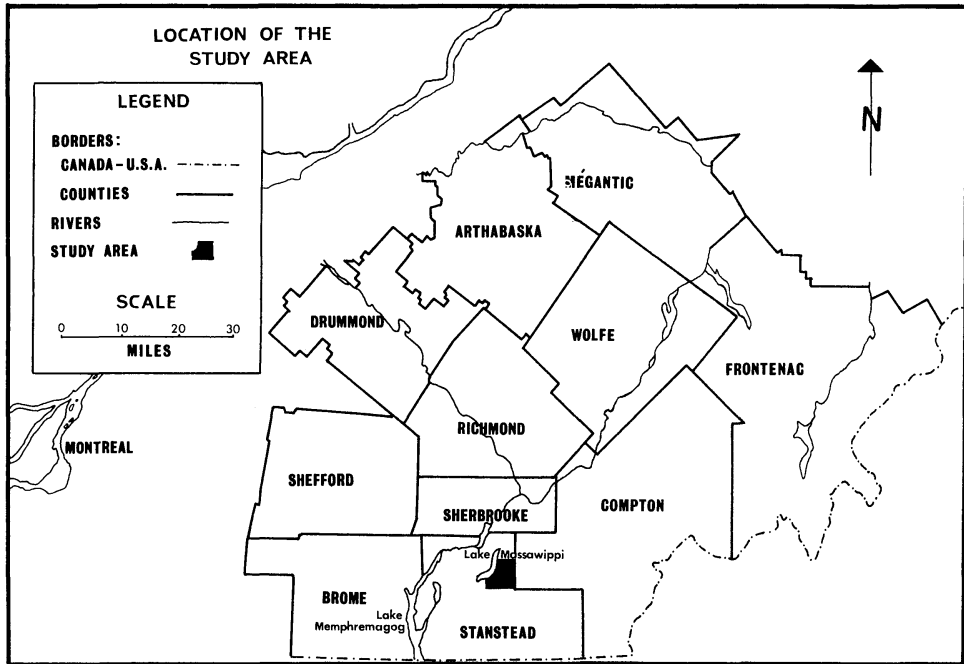 LOCATION OF THE
STUDY AREA
LEGEND
BORDERS:
CANADA-U.S.A.
COUNTIES
RIVERS
STUDY AREA
SCALE
0 10 20 30
MILES
N
MÉGANTIC
ARTHABASKA
DRUMMOND
WOLFE
FRONTENAC
MONTREAL
RICHMOND
SHEFFORD
SHERBROOKE
COMPTON
Lake Massawippi
BROME
Lake
Memphremagog
STANSTEAD